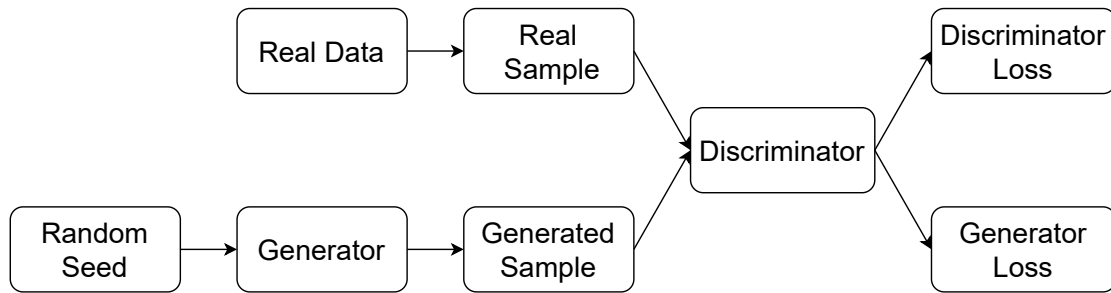 Real Data
Real
Sample
Discriminator
Loss
Discriminator
Random
Seed
Generator
Generated
Sample
Generator
Loss